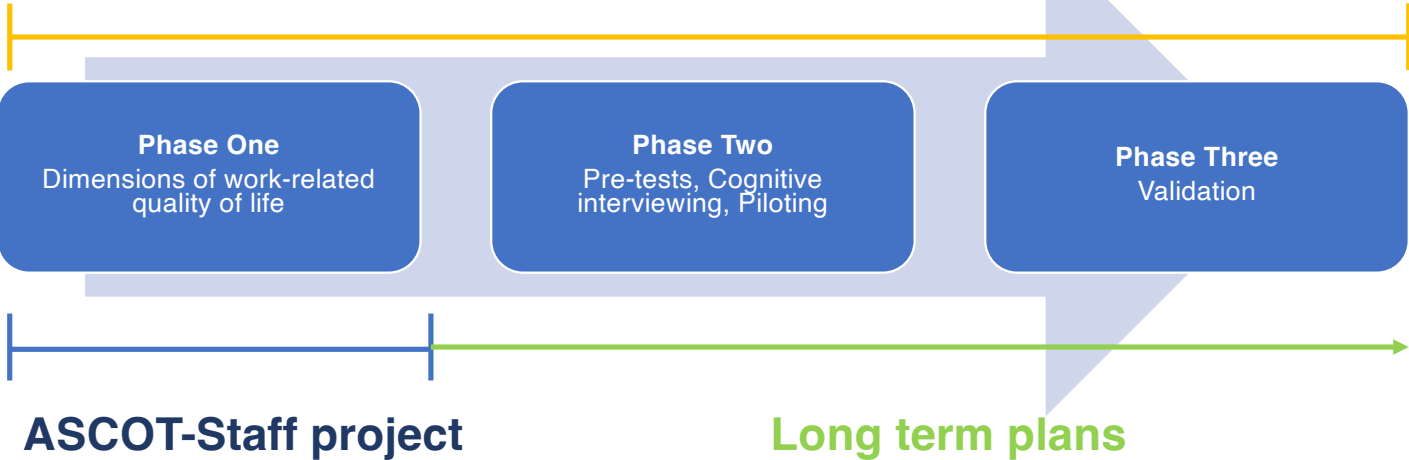 Phase One
Dimensions of work-related
quality of life
Phase Two
Pre-tests, Cognitive
interviewing, Piloting
Phase Three
Validation
ASCOT-Staff project
Long term plans